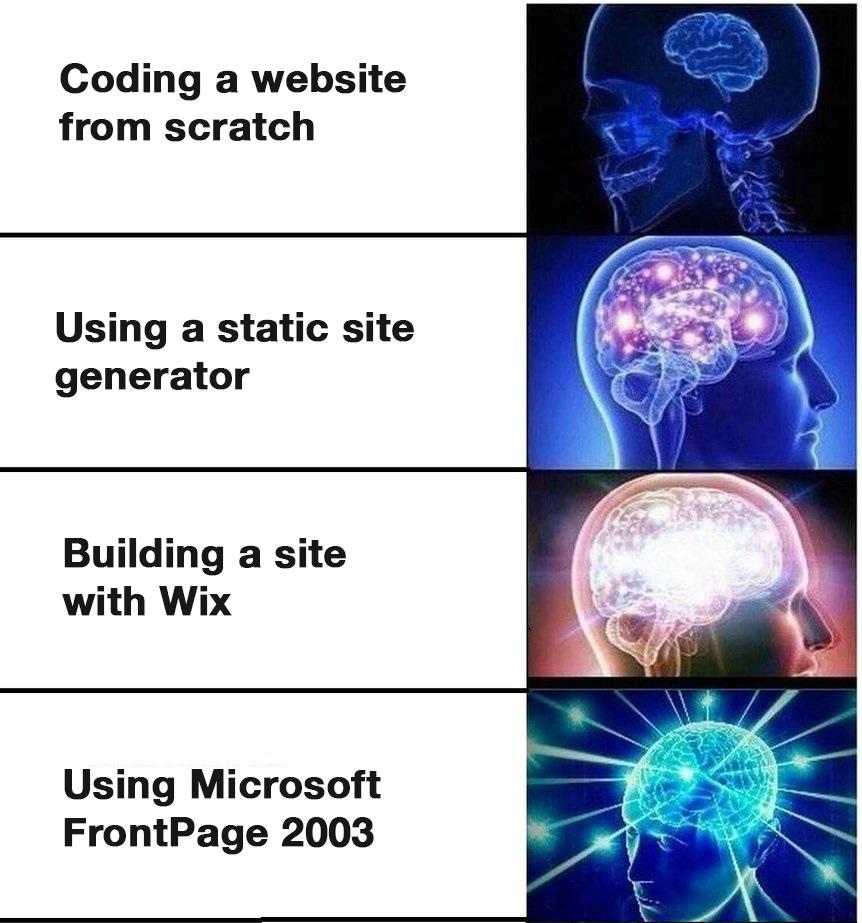 Coding a website
from scratch
Using a static site
generator
Building a site
with Wix
Using Microsoft
FrontPage 2003